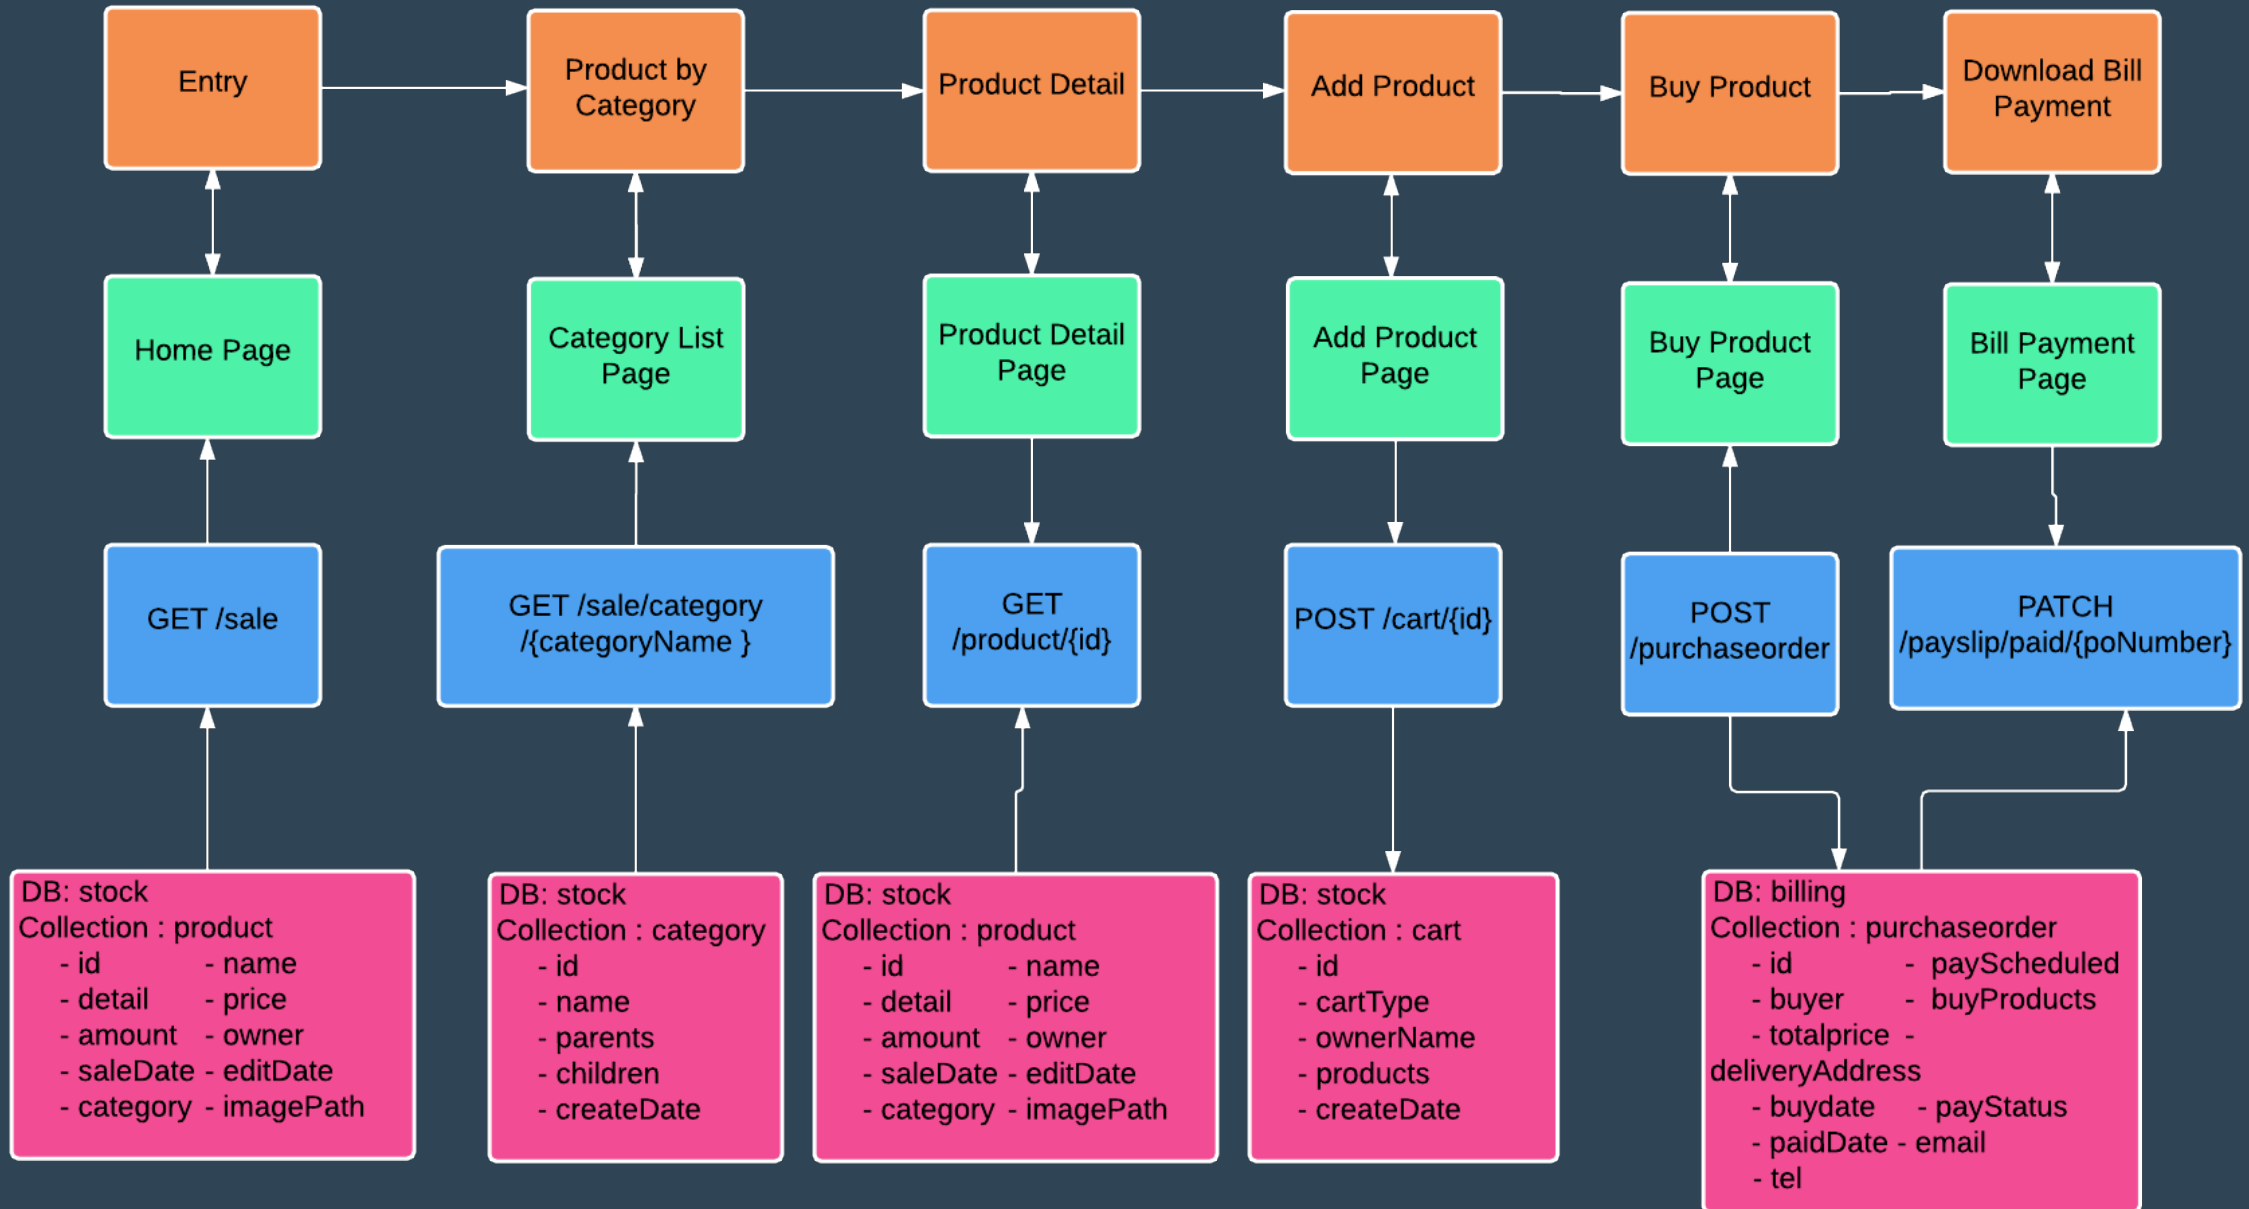 Entry
Product by
Category
Product Detail
Add Product
Buy Product
Download Bill
Payment
Home Page
Category List
Page
Product Detail
Page
Add Product
Page
Buy Product
Page
Bill Payment
Page
GET /sale
GET /sale/category
/{categoryName }
GET
/product/{id}
POST /cart/{id}
POST
/purchaseorder
PATCH
/payslip/paid/{poNumber}
DB: stock
Collection : product
- id - name
- detail - price
- amount - owner
- saleDate - editDate
- category - imagePath
DB: stock
Collection : category
- id
- name
- parents
- children
- createDate
DB: stock
Collection : product
- id - name
- detail - price
- amount - owner
- saleDate - editDate
- category - imagePath
DB: stock
Collection : cart
- id
- cartType
- ownerName
- products
- createDate
DB: billing
Collection : purchaseorder
- id - payScheduled
- buyer - buyProducts
- totalprice -
deliveryAddress
- buydate - payStatus
- paidDate - email
- tel